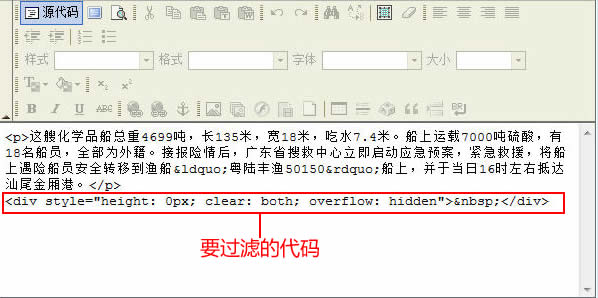 源代码
样式 格式 字体 大小
B I U ABC
<p>这艘化学品船总重4699吨，长135米，宽18米，吃水7.4米。船上运载7000吨硫酸，有
18名船员，全部为外籍。接报险情后，广东省搜救中心立即启动应急预案，紧急救援，将船
上遇险船员安全转移到渔船&ldquo;粤陆丰渔50150&rdquo;船上，并于当日16时左右抵达
汕尾金厢港。</p>
<div style="height: 0px; clear: both; overflow: hidden">&nbsp;</div>
要过滤的代码